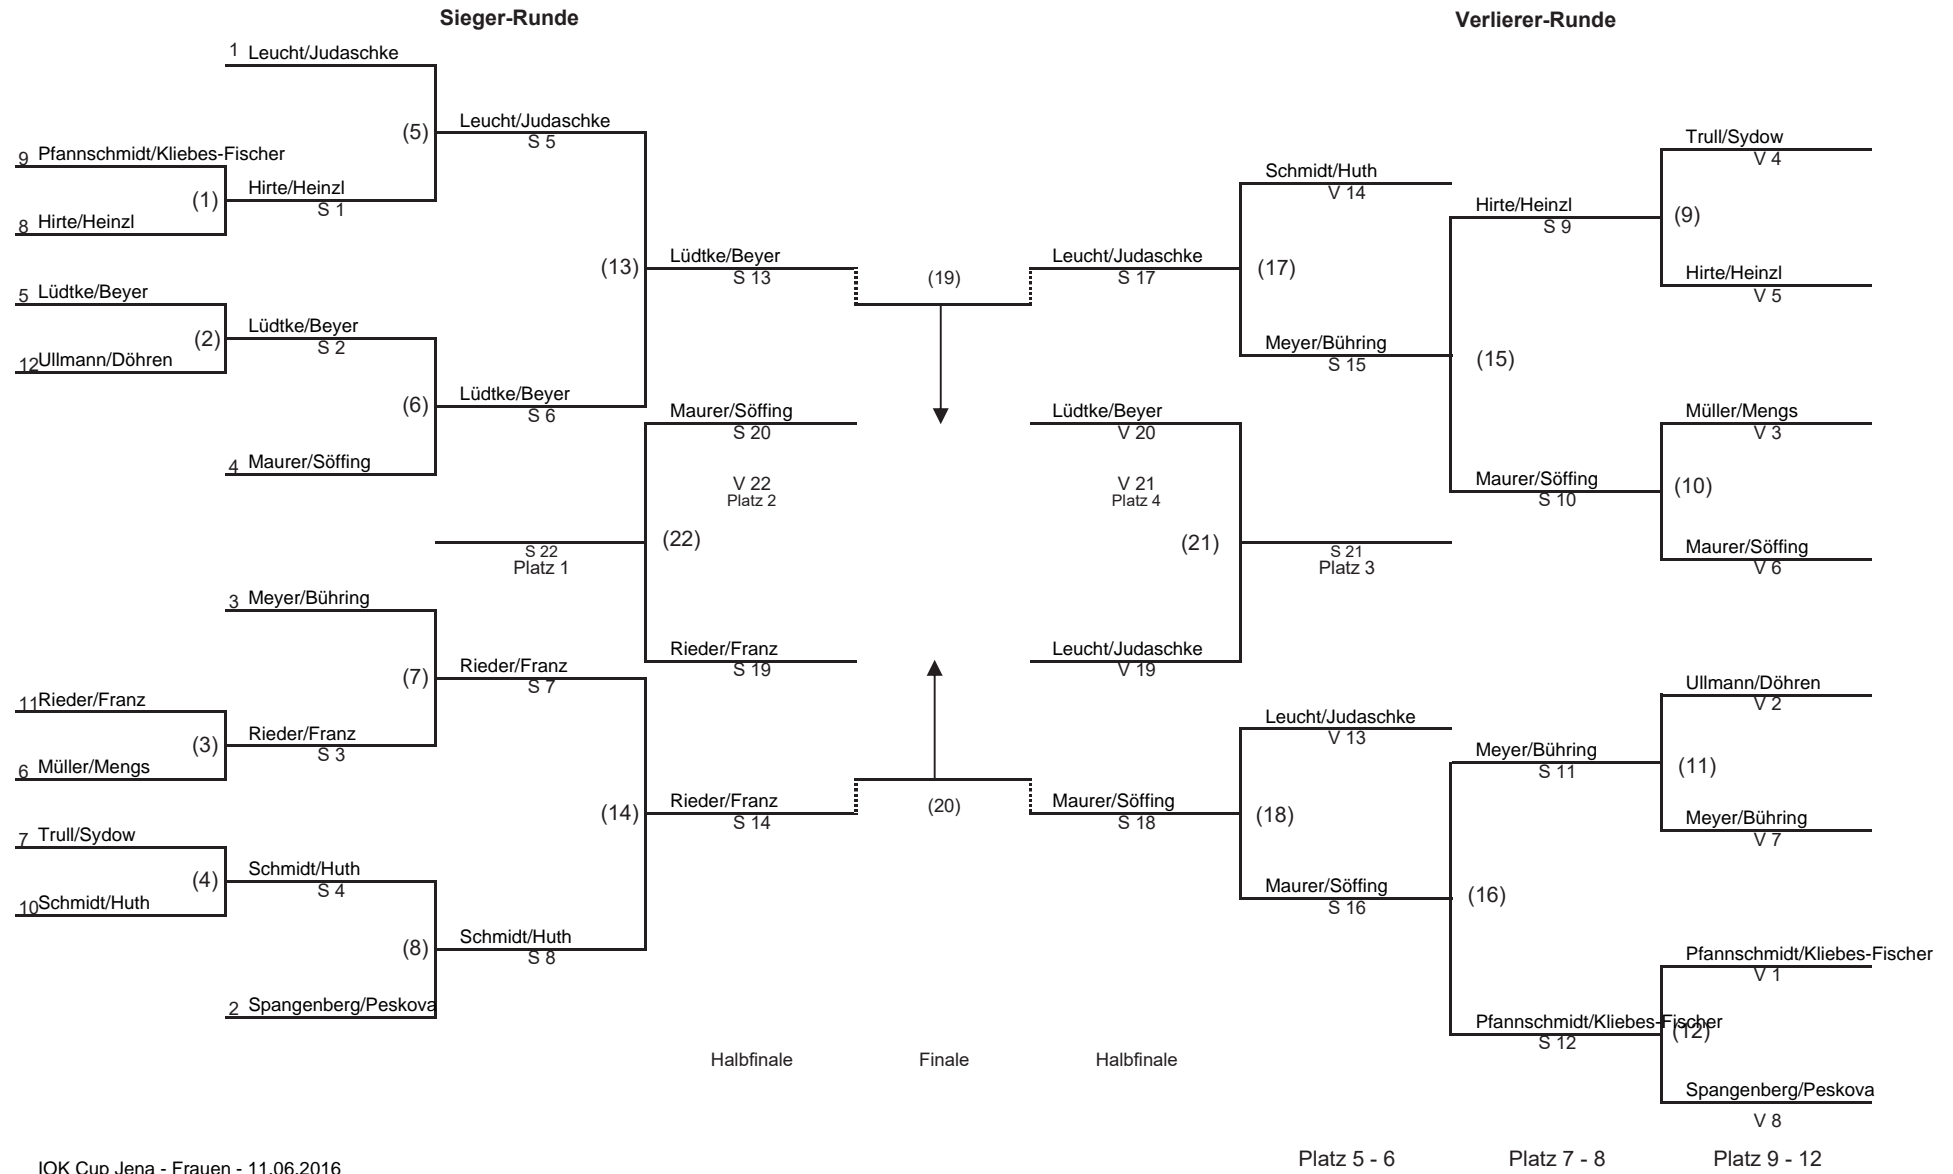 Sieger-Runde
Verlierer-Runde
1 Leucht/Judaschke
(5)
Leucht/Judaschke
S 5
9 Pfannschmidt/Kliebes-Fischer
(1)
Hirte/Heinzl
S 1
8 Hirte/Heinzl
(13)
Lüdtke/Beyer
S 13
5 Lüdtke/Beyer
(2)
Lüdtke/Beyer
S 2
12 Ullmann/Döhren
(6)
Lüdtke/Beyer
S 6
4 Maurer/Söffing
Maurer/Söffing
S 20
V 22
Platz 2
(22)
S 22
Platz 1
3 Meyer/Bühring
(7)
Rieder/Franz
S 7
Rieder/Franz
S 19
11 Rieder/Franz
(3)
Rieder/Franz
S 3
6 Müller/Mengs
(14)
Rieder/Franz
S 14
7 Trull/Sydow
(4)
Schmidt/Huth
S 4
10 Schmidt/Huth
(8)
Schmidt/Huth
S 8
2 Spangenberg/Peskova
(19)
(20)
Leucht/Judaschke
S 17
Schmidt/Huth
V 14
(17)
Meyer/Bühring
S 15
Hirte/Heinzl
S 9
Trull/Sydow
V 4
(9)
Hirte/Heinzl
V 5
(15)
Müller/Mengs
V 3
Maurer/Söffing
S 10
(10)
Maurer/Söffing
V 6
Lüdtke/Beyer
V 20
V 21
Platz 4
(21)
S 21
Platz 3
Leucht/Judaschke
V 19
Leucht/Judaschke
V 13
Maurer/Söffing
S 18
(18)
Maurer/Söffing
S 16
Meyer/Bühring
S 11
Ullmann/Döhren
V 2
(11)
Meyer/Bühring
V 7
(16)
Pfannschmidt/Kliebes-Fischer
V 1
Pfannschmidt/Kliebes-Fischer
S 12
(12)
Spangenberg/Peskova
V 8
Halbfinale
Finale
Halbfinale
Platz 5 - 6
Platz 7 - 8
Platz 9 - 12
IOK Cup Jena - Frauen - 11.06.2016